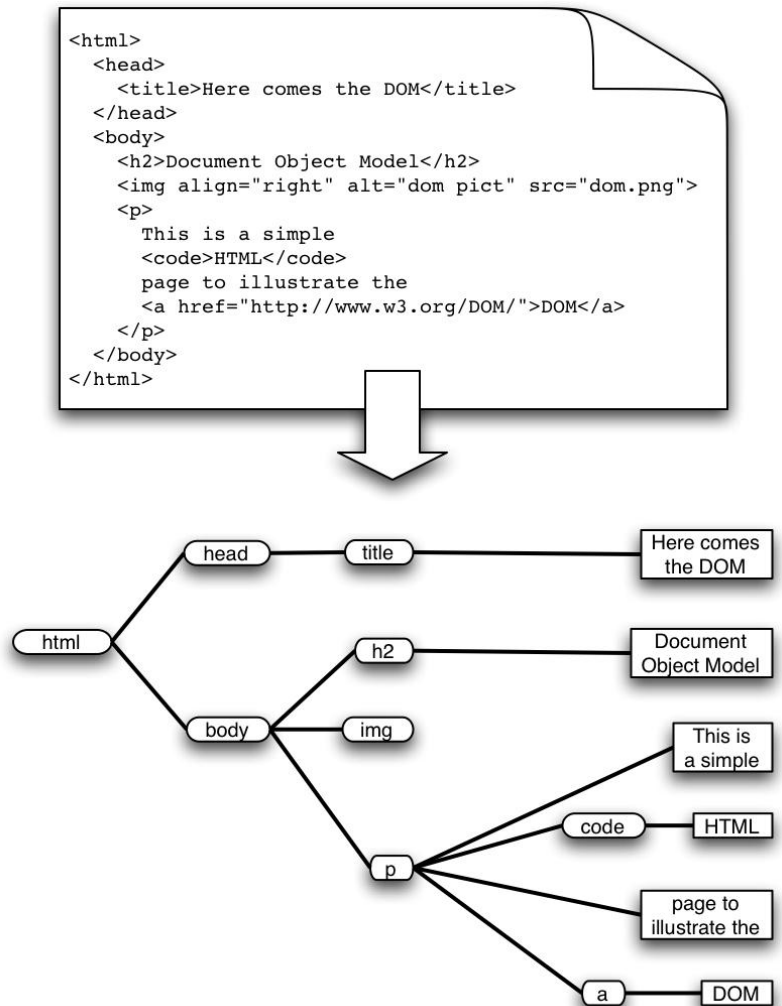 <html>
<head>
<title>Here comes the DOM</title>
</head>
<body>
<h2>Document Object Model</h2>
<img align="right" alt="dom pict" src="dom.png">
<p>
This is a simple
<code>HTML</code>
page to illustrate the
<a href="http://www.w3.org/DOM/">DOM</a>
</p>
</body>
</html>
head
title
Here comes
the DOM
html
h2
Document
Object Model
body
img
This is
a simple
code
HTML
p
page to
illustrate the
a
DOM